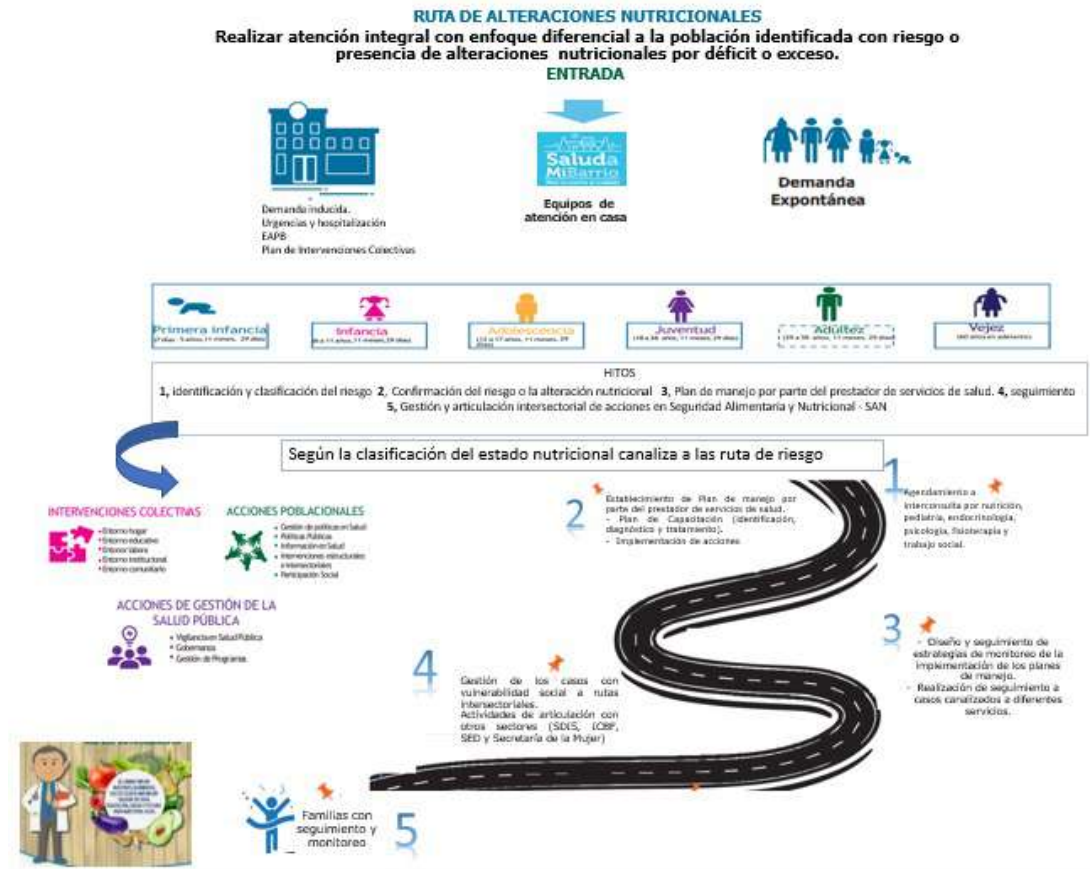 RUTA DE ALTERACIONES NUTRICIONALES
Realizar atención integral con enfoque diferencial a la población identificada con riesgo o
presencia de alteraciones nutricionales por déficit o exceso.
ENTRADA
Saluda
MiBarrio
Demanda inducida.
Urgencias y hospitalización
EAPB
Plan de Intervenciones Colectivas
Equipos de
atención en casa
Demanda
Expontánea
Primera infancia
Infancia
Adolescencia
Juventud
Adultez
Vejez
HITOS
1, identificación y clasificación del riesgo 2, Confirmación del riesgo o la alteración nutricional 3, Plan de manejo por parte del prestador de servicios de salud. 4, seguimiento
5, Gestión y articulación intersectorial de acciones en Seguridad Alimentaria y Nutricional - SAN
Según la clasificación del estado nutricional canaliza a las ruta de riesgo
INTERVENCIONES COLECTIVAS
• Entorno hogar
• Entorno educativo
• Entorno
• Entorno institucional
• Entorno comunitario
ACCIONES POBLACIONALES
• Gestión de políticas en Salud
• Políticas Públicas
• Información en Salud
• Intervenciones
e Intersectoriales
• Participación Social
ACCIONES DE GESTIÓN DE LA
SALUD PÚBLICA
• Vigilancia en Salud Pública
• Gobernanza
• Gestión de Programas
1
Agendamiento a
Interconsulta por nutrición,
pediatría, endocrinología,
psicología, fisioterapia y
trabajo social.
2
Establecimiento de Plan de manejo por
parte del prestador de servicios de salud.
- Plan de Capacitación (identificación,
diagnóstico y tratamiento).
- Implementación de acciones
3
- Diseño y seguimiento de
estrategias de monitoreo de la
implementación de los planes
de manejo.
- Realización de seguimiento a
casos canalizados a diferentes
servicios.
4
Gestión de los casos con
vulnerabilidad social a rutas
intersectoriales.
Actividades de articulación con
otros sectores (SDIS, ICBF,
SED y Secretaría de la Mujer)
Familias con
seguimiento y
monitoreo
5